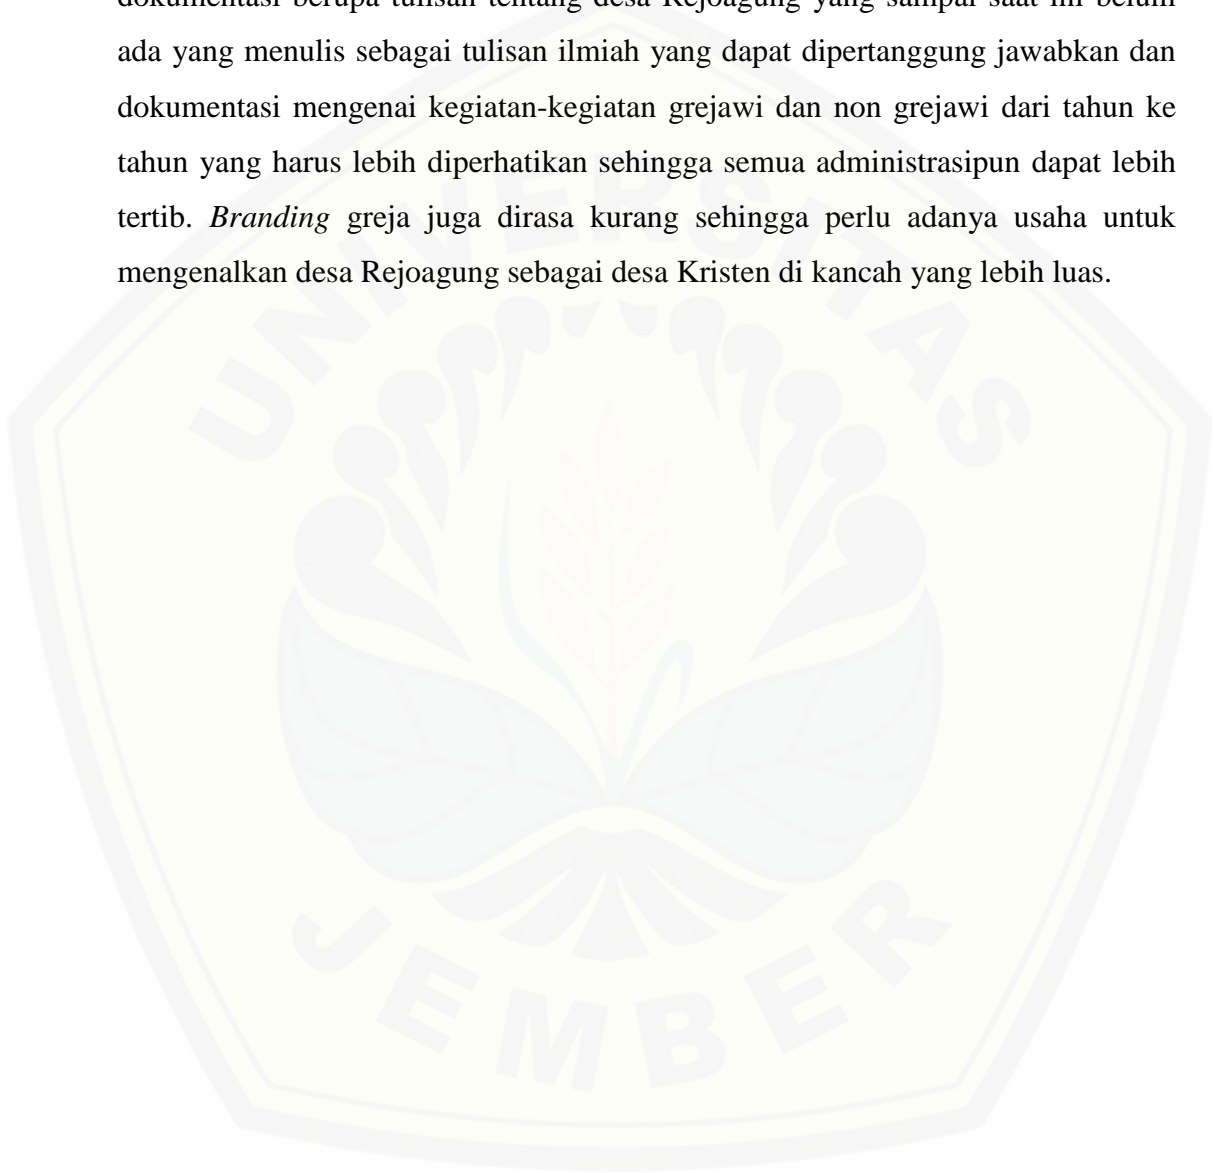 dokumentasi berupa tulisan tentang desa Rejoagung yang sampai saat ini belum
ada yang menulis sebagai tulisan ilmiah yang dapat dipertanggung jawabkan dan
dokumentasi mengenai kegiatan-kegiatan grejawi dan non grejawi dari tahun ke
tahun yang harus lebih diperhatikan sehingga semua administrasipun dapat lebih
tertib. Branding greja juga dirasa kurang sehingga perlu adanya usaha untuk
mengenalkan desa Rejoagung sebagai desa Kristen di kancah yang lebih luas.
UNIVERSITAS
JEMBER